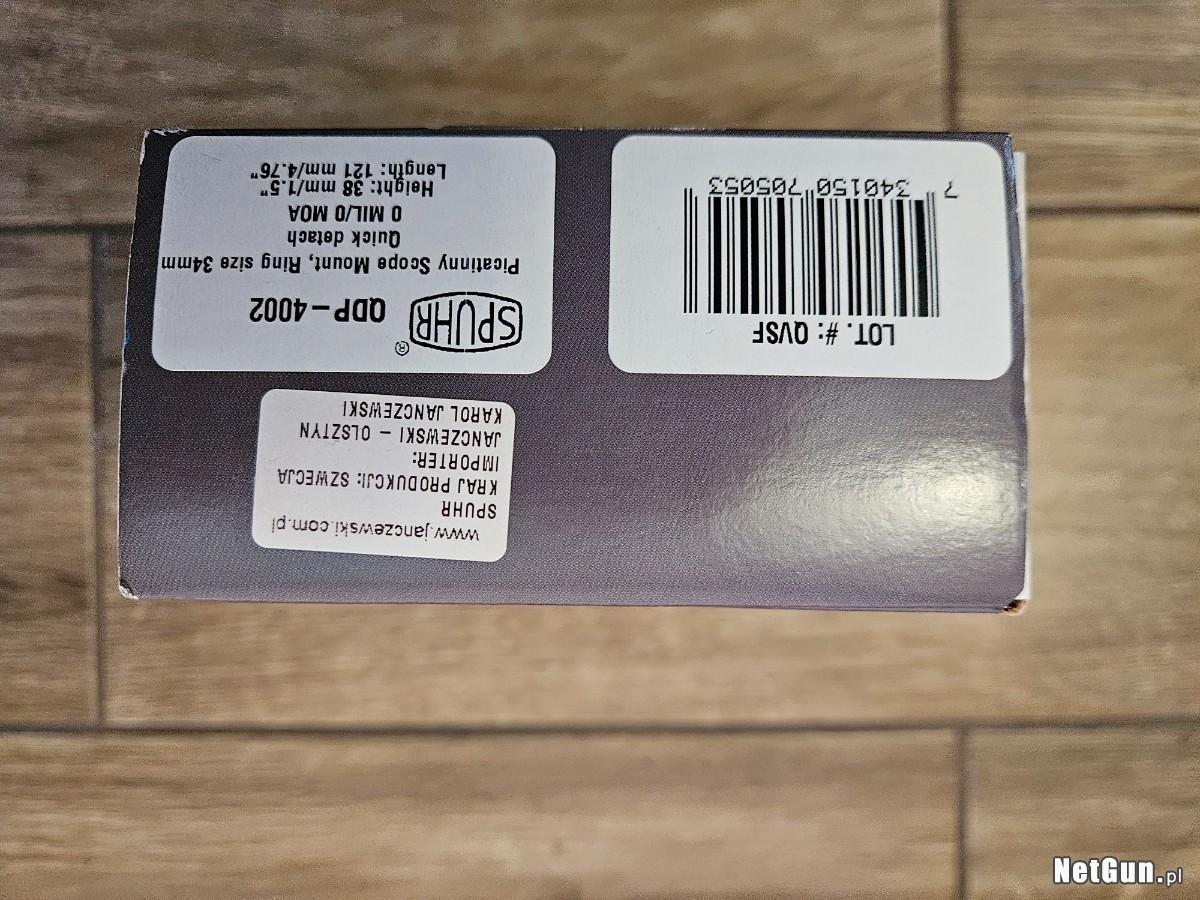 www.janczewski.com.pl
SPUHR
KRAJ PRODUKCJI: SZWECJA
IMPORTER:
JANCZEWSKI – OLSZTYN
KAROL JANCZEWSKI
LOT. #: QVSF
7 340150 705053
SPUHR® QDP–4002
Picatinny Scope Mount, Ring size 34mm
Quick detach
0 MIL/0 MOA
Height: 38 mm/1.5"
Length: 121 mm/4.76"
NetGun.pl